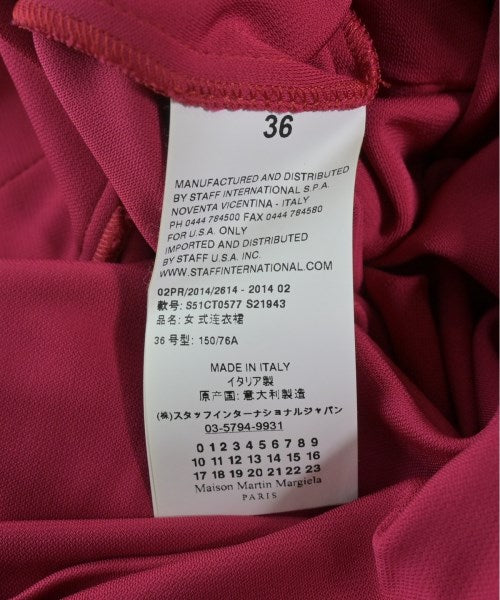 36
MANUFACTURED AND DISTRIBUTED
BY STAFF INTERNATIONAL S.P.A.
NOVENTA VICENTINA - ITALY
PH 0444 784500 FAX 0444 784580
FOR U.S.A. ONLY
IMPORTED AND DISTRIBUTED
BY STAFF U.S.A. INC.
WWW.STAFFINTERNATIONAL.COM
02PR/2014/2614 - 2014 02
款号: S51CT0577 S21943
品名: 女式连衣裙
36 号型: 150/76A
MADE IN ITALY
イタリア製
原产国: 意大利製造
(株)スタッフインターナショナルジャパン
03-5794-9931
0 1 2 3 4 5 6 7 8 9
10 11 12 13 14 15 16
17 18 19 20 21 22 23
Maison Martin Margiela
PARIS